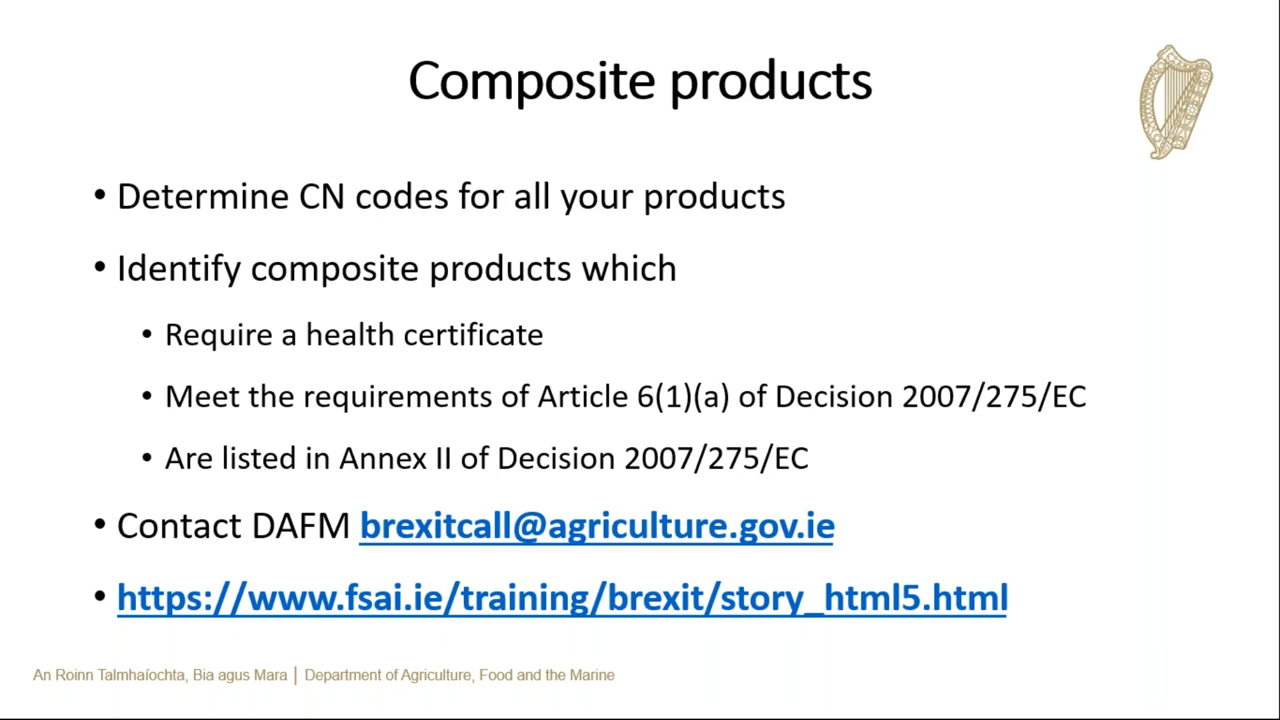 Composite products
• Determine CN codes for all your products
• Identify composite products which
• Require a health certificate
• Meet the requirements of Article 6(1)(a) of Decision 2007/275/EC
• Are listed in Annex II of Decision 2007/275/EC
• Contact DAFM brexitcall@agriculture.gov.ie
• https://www.fsai.ie/training/brexit/story_html5.html
An Roinn Talmhaíochta, Bia agus Mara | Department of Agriculture, Food and the Marine